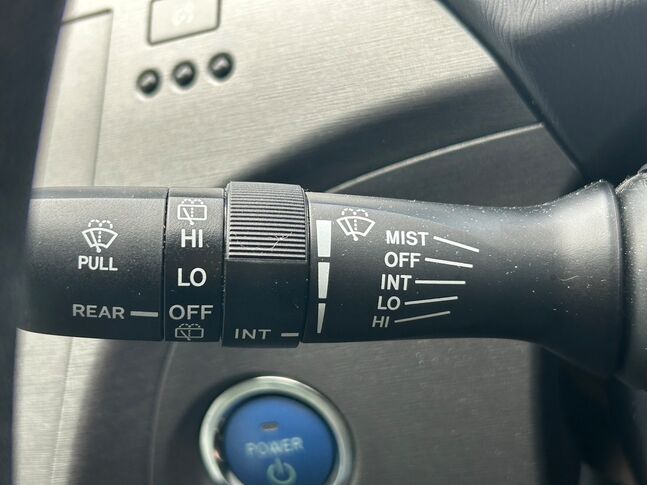 PULL
REAR
HI
LO
OFF
INT
MIST
OFF
INT
LO
HI
POWER